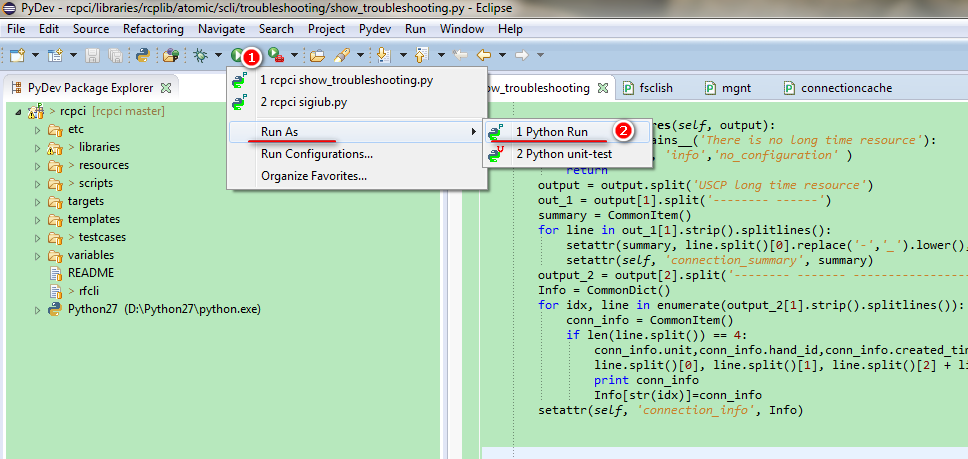 PyDev - rcpci/libraries/rcplib/atomic/scli/troubleshooting/show_troubleshooting.py - Eclipse
File Edit Source Refactoring Navigate Search Project Pydev Run Window Help
1
PyDev Package Explorer
rcpci [rcpci master]
etc
> libraries
> resources
> scripts
targets
templates
> testcases
variables
README
> rfcli
Python27 (D:\Python27\python.exe)
1 rcpci show_troubleshooting.py
2 rcpci sigiub.py
Run As
Run Configurations...
Organize Favorites...
1 Python Run
2
2 Python unit-test
ow_troubleshooting fsclish mgnt connectioncache
res(self, output):
ains__('There is no long time resource'):
, 'info','no_configuration' )
return
output = output.split('USCP long time resource')
out_1 = output[1].split('-------- ------')
summary = CommonItem()
for line in out_1[1].strip().splitlines():
setattr(summary, line.split()[0].replace('-','_').lower(),
setattr(self, 'connection_summary', summary)
output_2 = output[2].split('-------- ----- ---- --------------
Info = CommonDict()
for idx, line in enumerate(output_2[1].strip().splitlines()):
conn_info = CommonItem()
if len(line.split()) == 4:
conn_info.unit,conn_info.hand_id,conn_info.created_tim
line.split()[0], line.split()[1], line.split()[2] + li
print conn_info
Info[str(idx)]=conn_info
setattr(self, 'connection_info', Info)